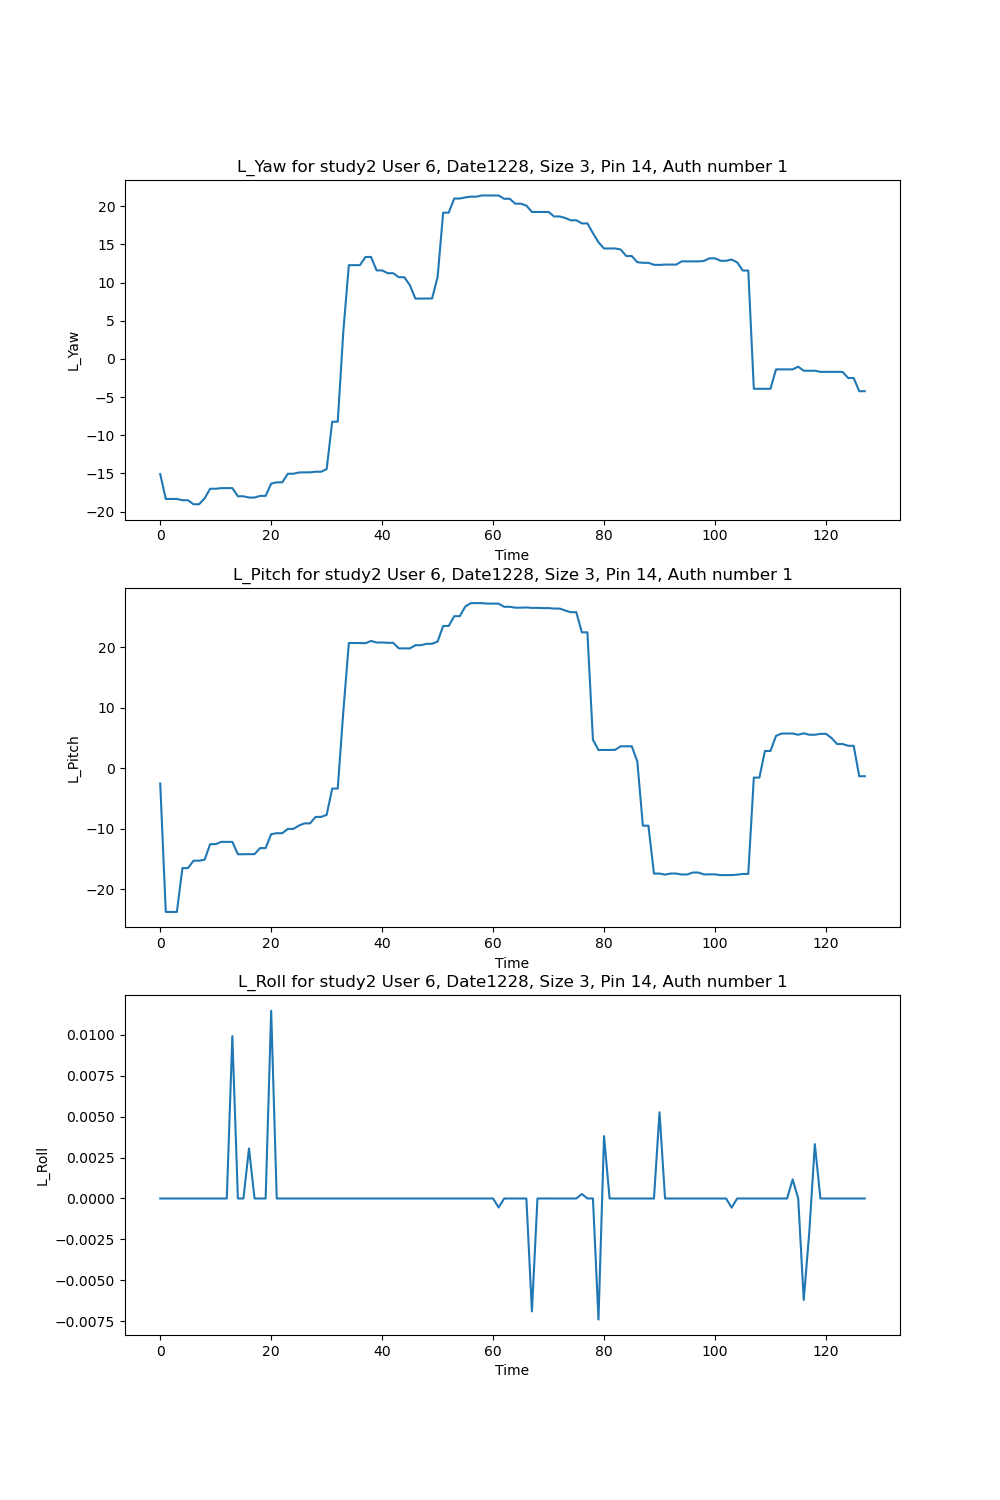 L_Yaw for study2 User 6, Date1228, Size 3, Pin 14, Auth number 1
20
15
10
5
0
−5
−10
−15
−20
L_Yaw
0 20 40 60 80 100 120
Time
L_Pitch for study2 User 6, Date1228, Size 3, Pin 14, Auth number 1
20
10
0
−10
−20
L_Pitch
0 20 40 60 80 100 120
Time
L_Roll for study2 User 6, Date1228, Size 3, Pin 14, Auth number 1
0.0100
0.0075
0.0050
0.0025
0.0000
−0.0025
−0.0050
−0.0075
L_Roll
0 20 40 60 80 100 120
Time